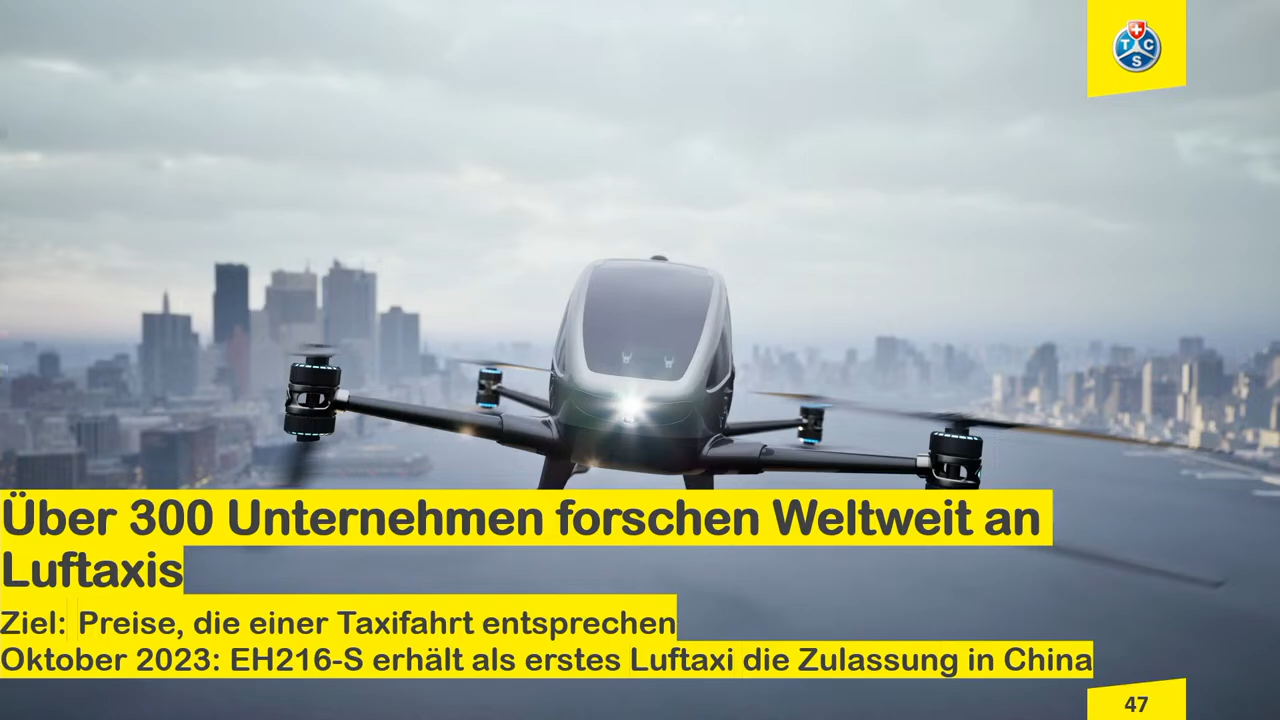 TCS
Über 300 Unternehmen forschen Weltweit an
Luftaxis
Ziel: Preise, die einer Taxifahrt entsprechen
Oktober 2023: EH216-S erhält als erstes Luftaxi die Zulassung in China
47